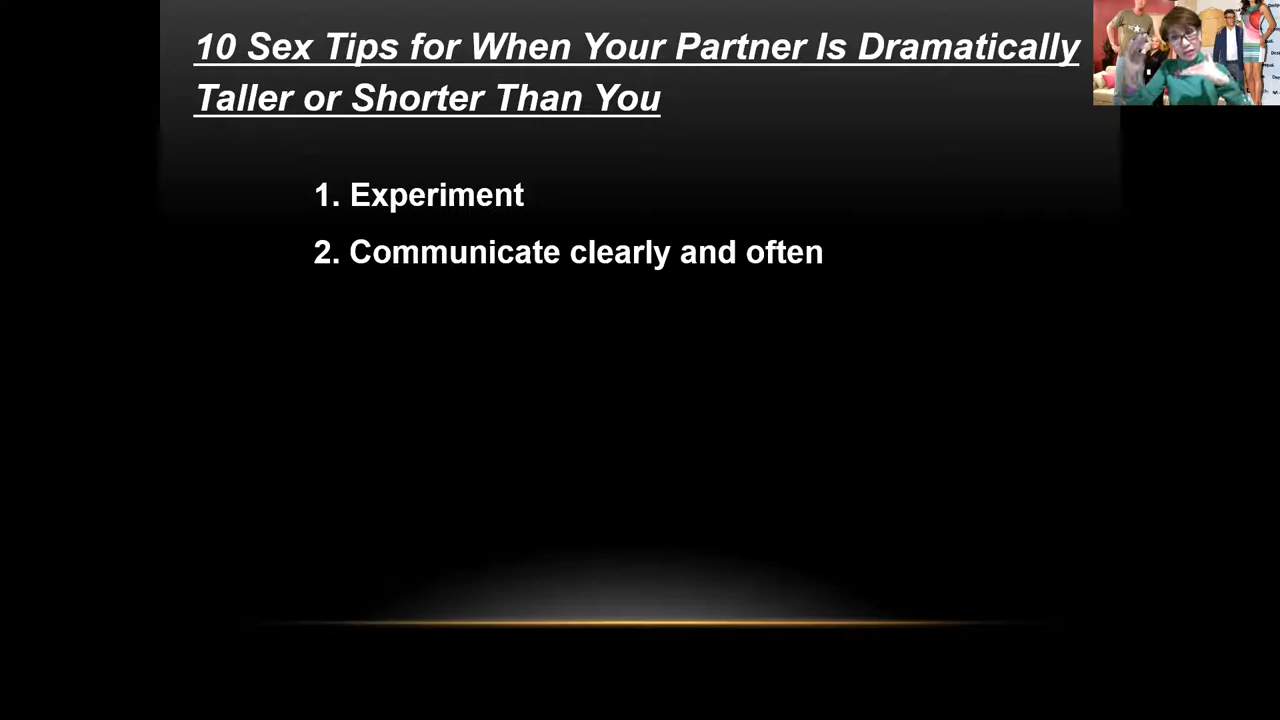 10 Sex Tips for When Your Partner Is Dramatically
Taller or Shorter Than You
1. Experiment
2. Communicate clearly and often